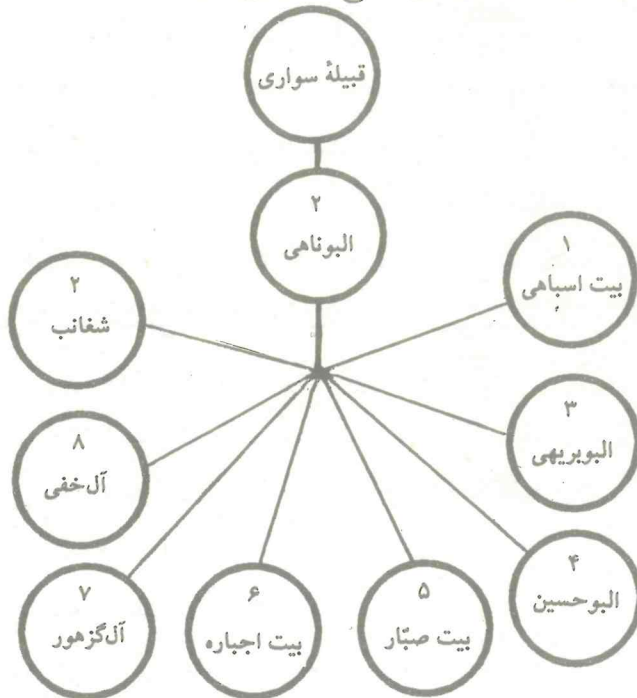 قبیلهٔ سواری
۲
البوناهی
۱
بیت اسباهی
۲
شغانب
۳
البوبریهی
۸
آل‌خفی
۴
البوحسین
۷
آل‌گزهور
۶
بیت اجباره
۵
بیت صبّار